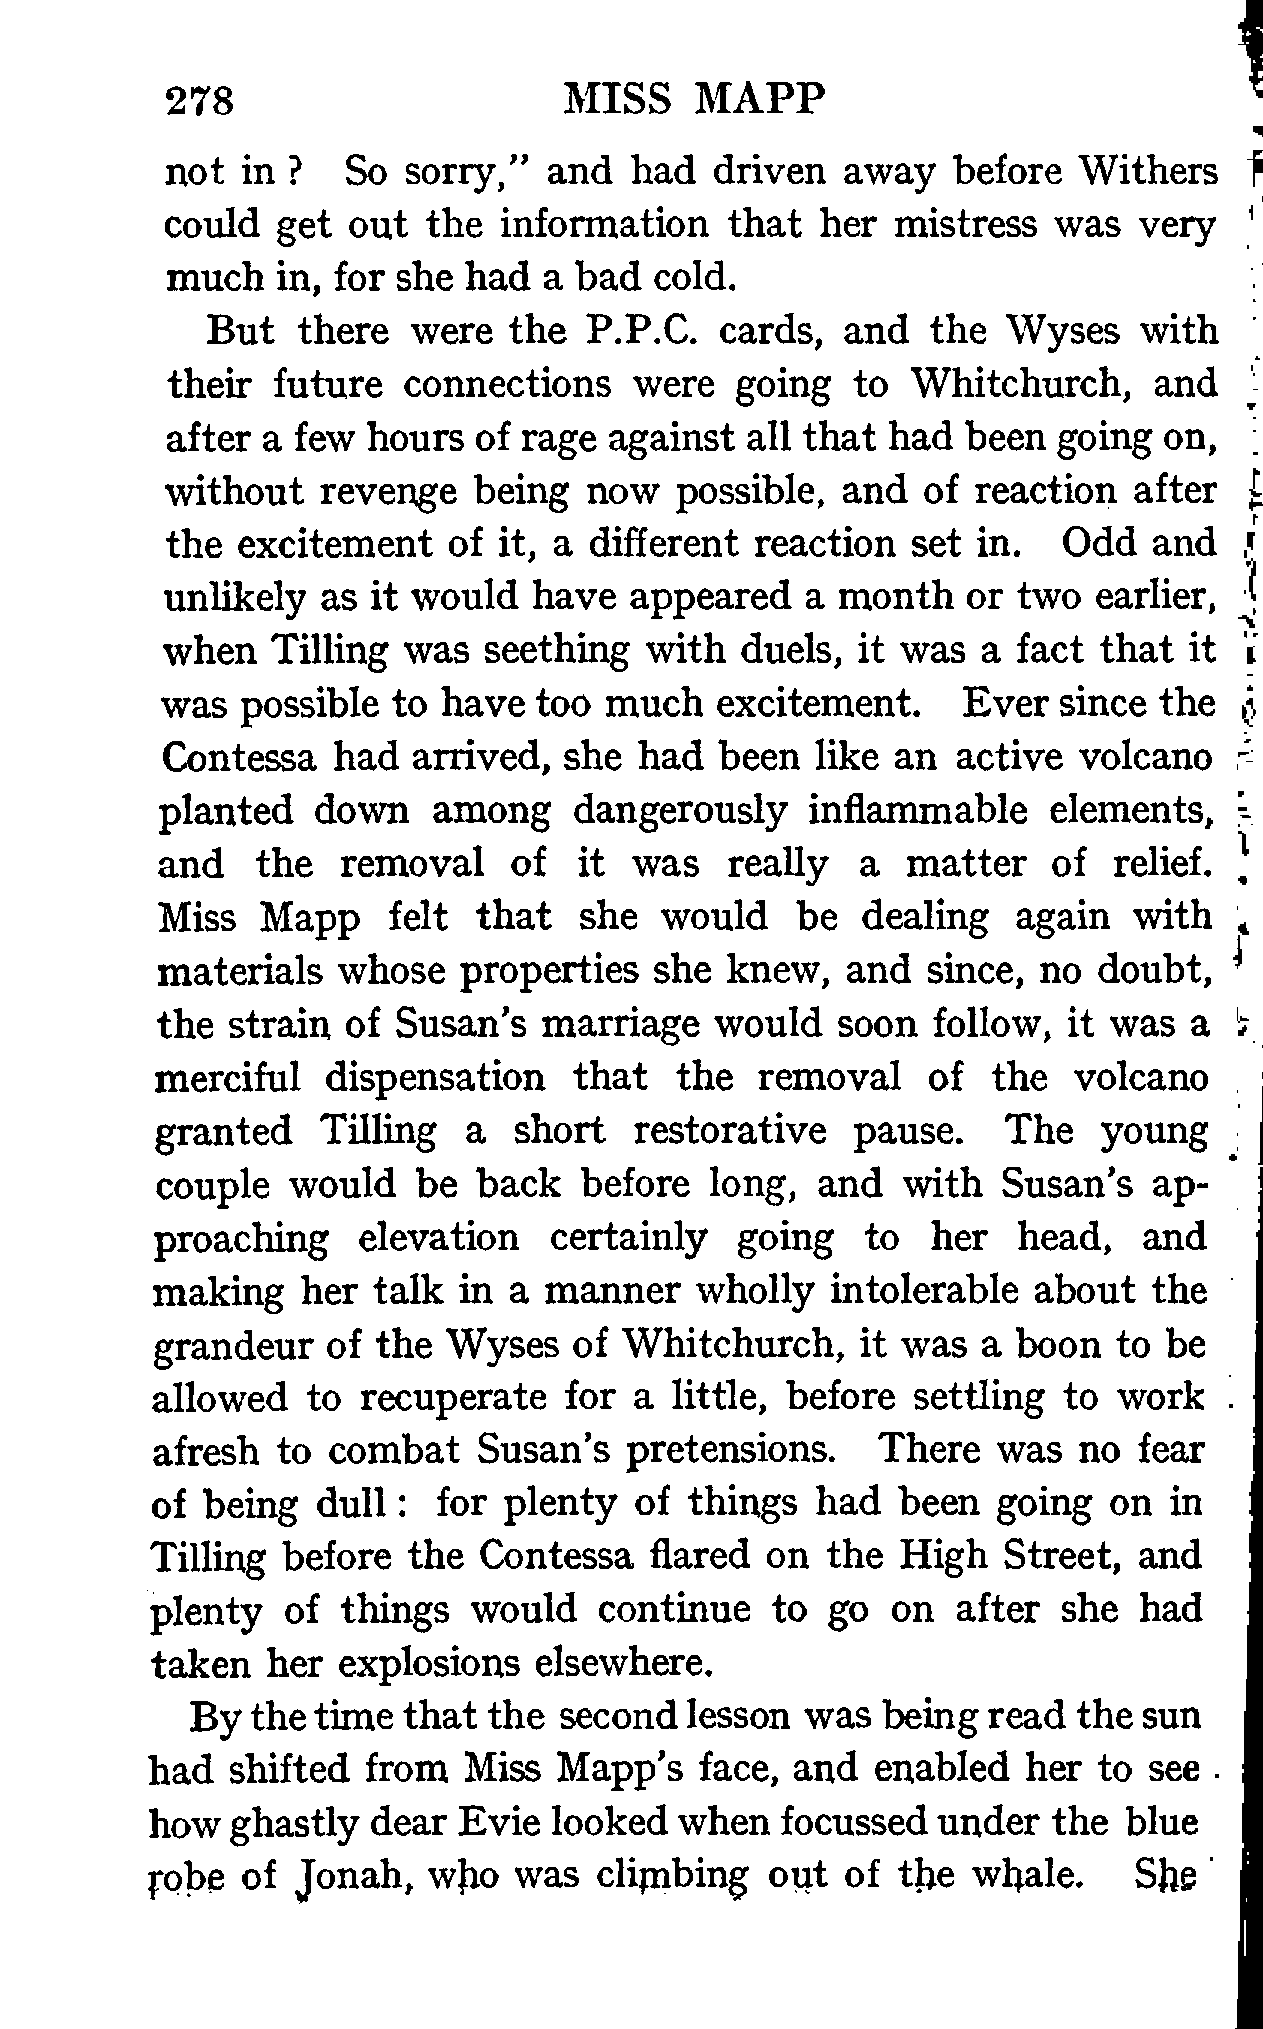 278 MISS MAPP
not in ? So sorry," and had driven away before Withers
could get out the information that her mistress was very
much in, for she had a bad cold.
But there were the P.P.C. cards, and the Wyses with
their future connections were going to Whitchurch, and
after a few hours of rage against all that had been going on,
without revenge being now possible, and of reaction after
the excitement of it, a different reaction set in. Odd and
unlikely as it would have appeared a month or two earlier,
when Tilling was seething with duels, it was a fact that it
was possible to have too much excitement. Ever since the
Contessa had arrived, she had been like an active volcano
planted down among dangerously inflammable elements,
and the removal of it was really a matter of relief.
Miss Mapp felt that she would be dealing again with
materials whose properties she knew, and since, no doubt,
the strain of Susan's marriage would soon follow, it was a
merciful dispensation that the removal of the volcano
granted Tilling a short restorative pause. The young
couple would be back before long, and with Susan's ap-
proaching elevation certainly going to her head, and
making her talk in a manner wholly intolerable about the
grandeur of the Wyses of Whitchurch, it was a boon to be
allowed to recuperate for a little, before settling to work
afresh to combat Susan's pretensions. There was no fear
of being dull : for plenty of things had been going on in
Tilling before the Contessa flared on the High Street, and
plenty of things would continue to go on after she had
taken her explosions elsewhere.
By the time that the second lesson was being read the sun
had shifted from Miss Mapp's face, and enabled her to see
how ghastly dear Evie looked when focussed under the blue
robe of Jonah, who was climbing out of the whale. She